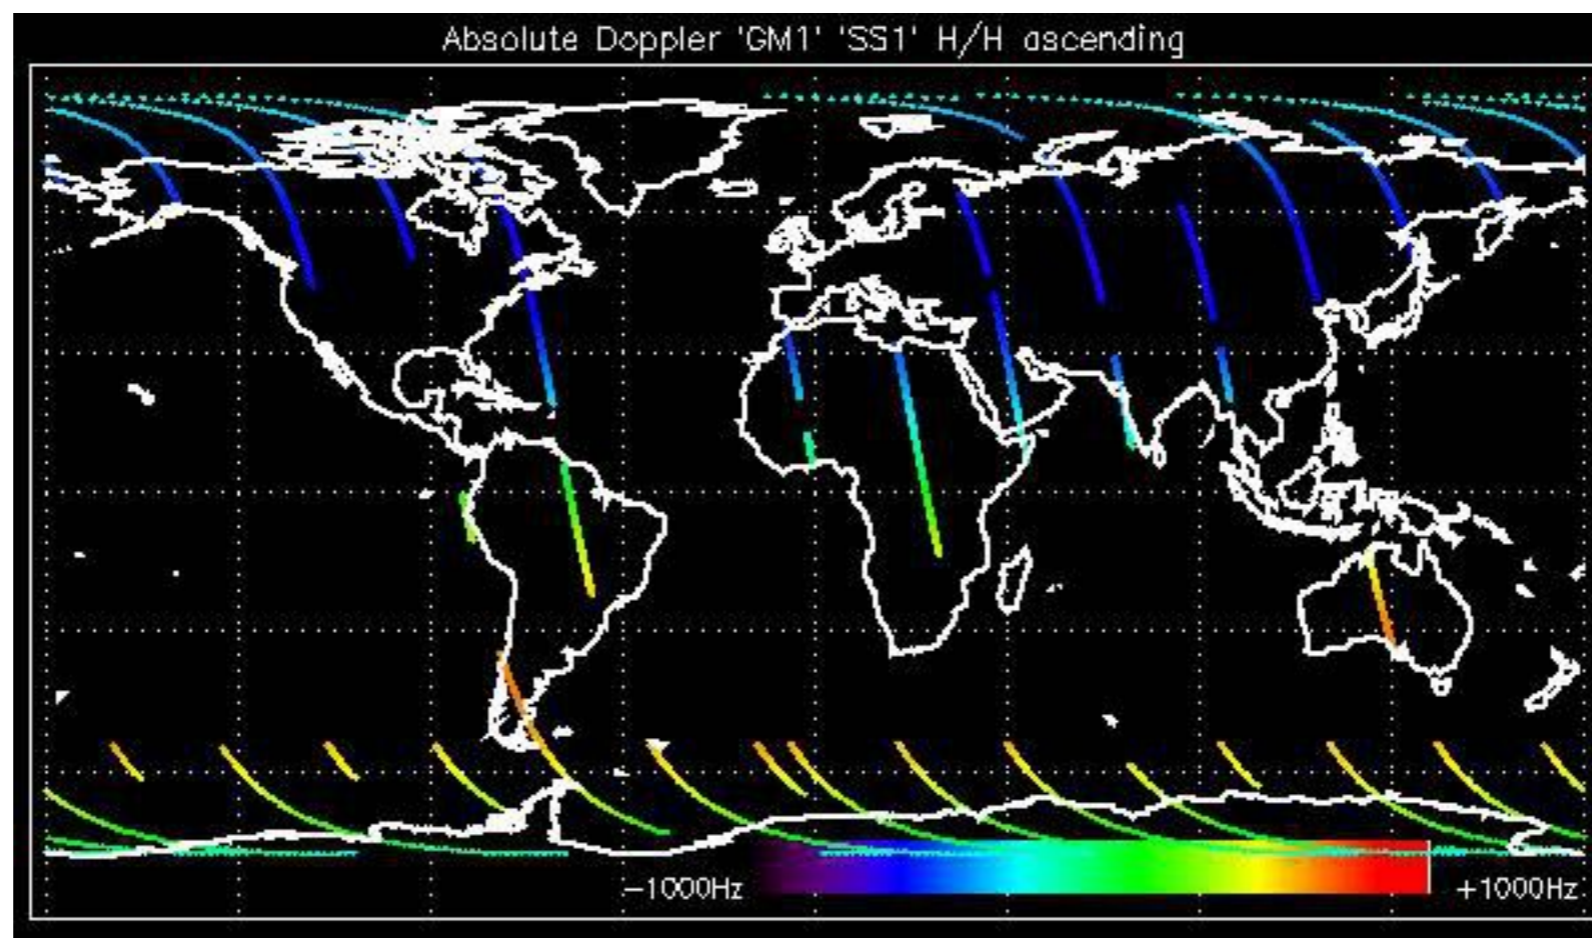 Absolute Doppler 'GM1' 'SS1' H/H ascending
-1000Hz +1000Hz